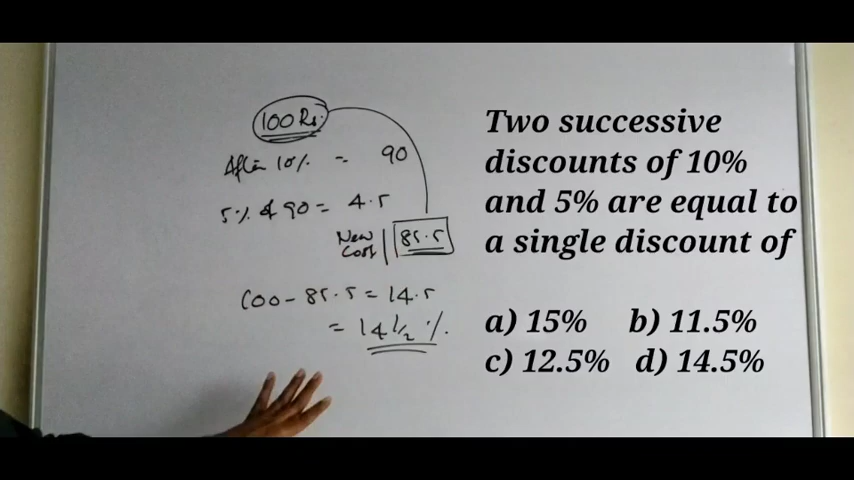 100 Rs.
After 10% = 90
5% of 90 = 4.5
New Cost | 85.5
100 - 85.5 = 14.5
= 14 1/2 %.
Two successive
discounts of 10%
and 5% are equal to
a single discount of
a) 15% b) 11.5%
c) 12.5% d) 14.5%